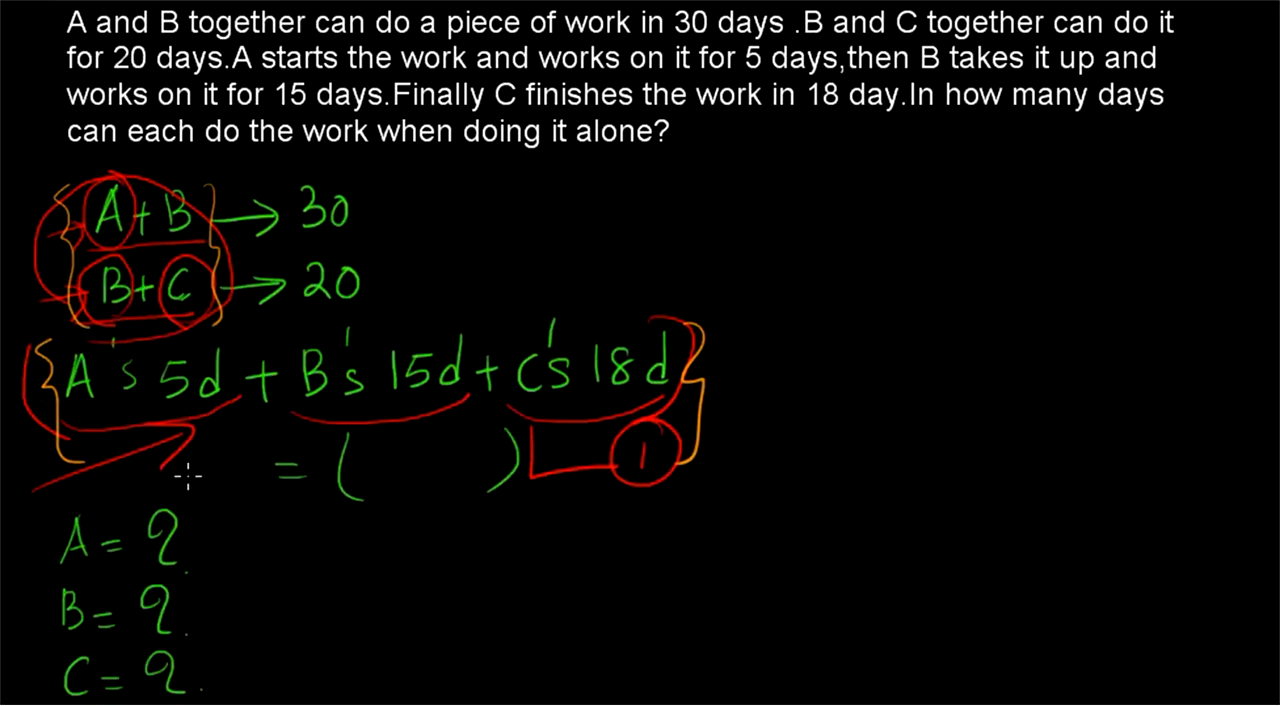 A and B together can do a piece of work in 30 days .B and C together can do it
for 20 days.A starts the work and works on it for 5 days,then B takes it up and
works on it for 15 days.Finally C finishes the work in 18 day.In how many days
can each do the work when doing it alone?
{A+B} → 30
{B+C} → 20
{A's 5d + B's 15d + C's 18d}
= ( ) 1
A = ?
B = ?
C = ?